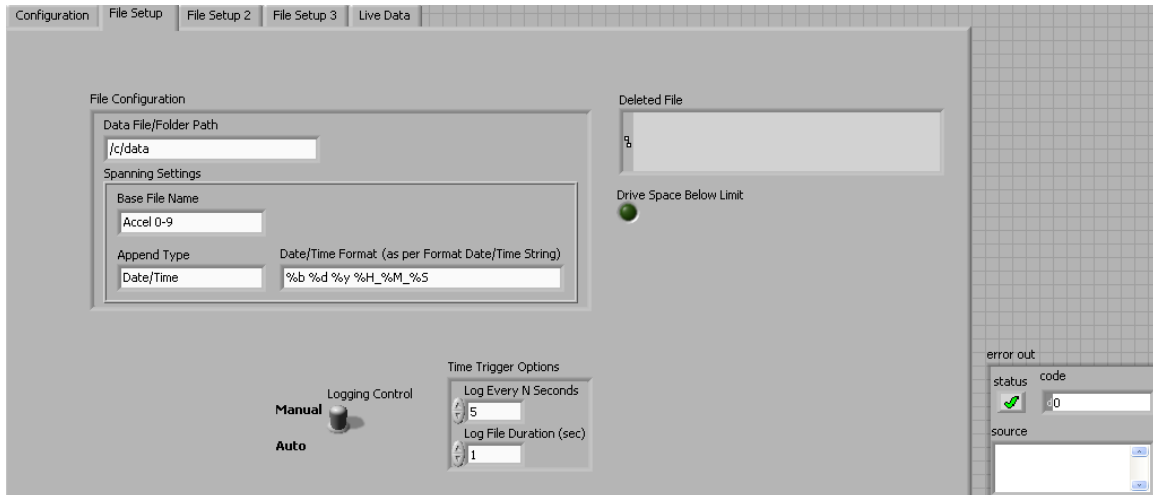 Configuration
File Setup
File Setup 2
File Setup 3
Live Data
File Configuration
Data File/Folder Path
/c/data
Spanning Settings
Base File Name
Accel 0-9
Append Type
Date/Time Format (as per Format Date/Time String)
Date/Time
%b %d %y %H_%M_%S
Deleted File
Drive Space Below Limit
Logging Control
Manual
Auto
Time Trigger Options
Log Every N Seconds
5
Log File Duration (sec)
1
error out
status
code
d0
source